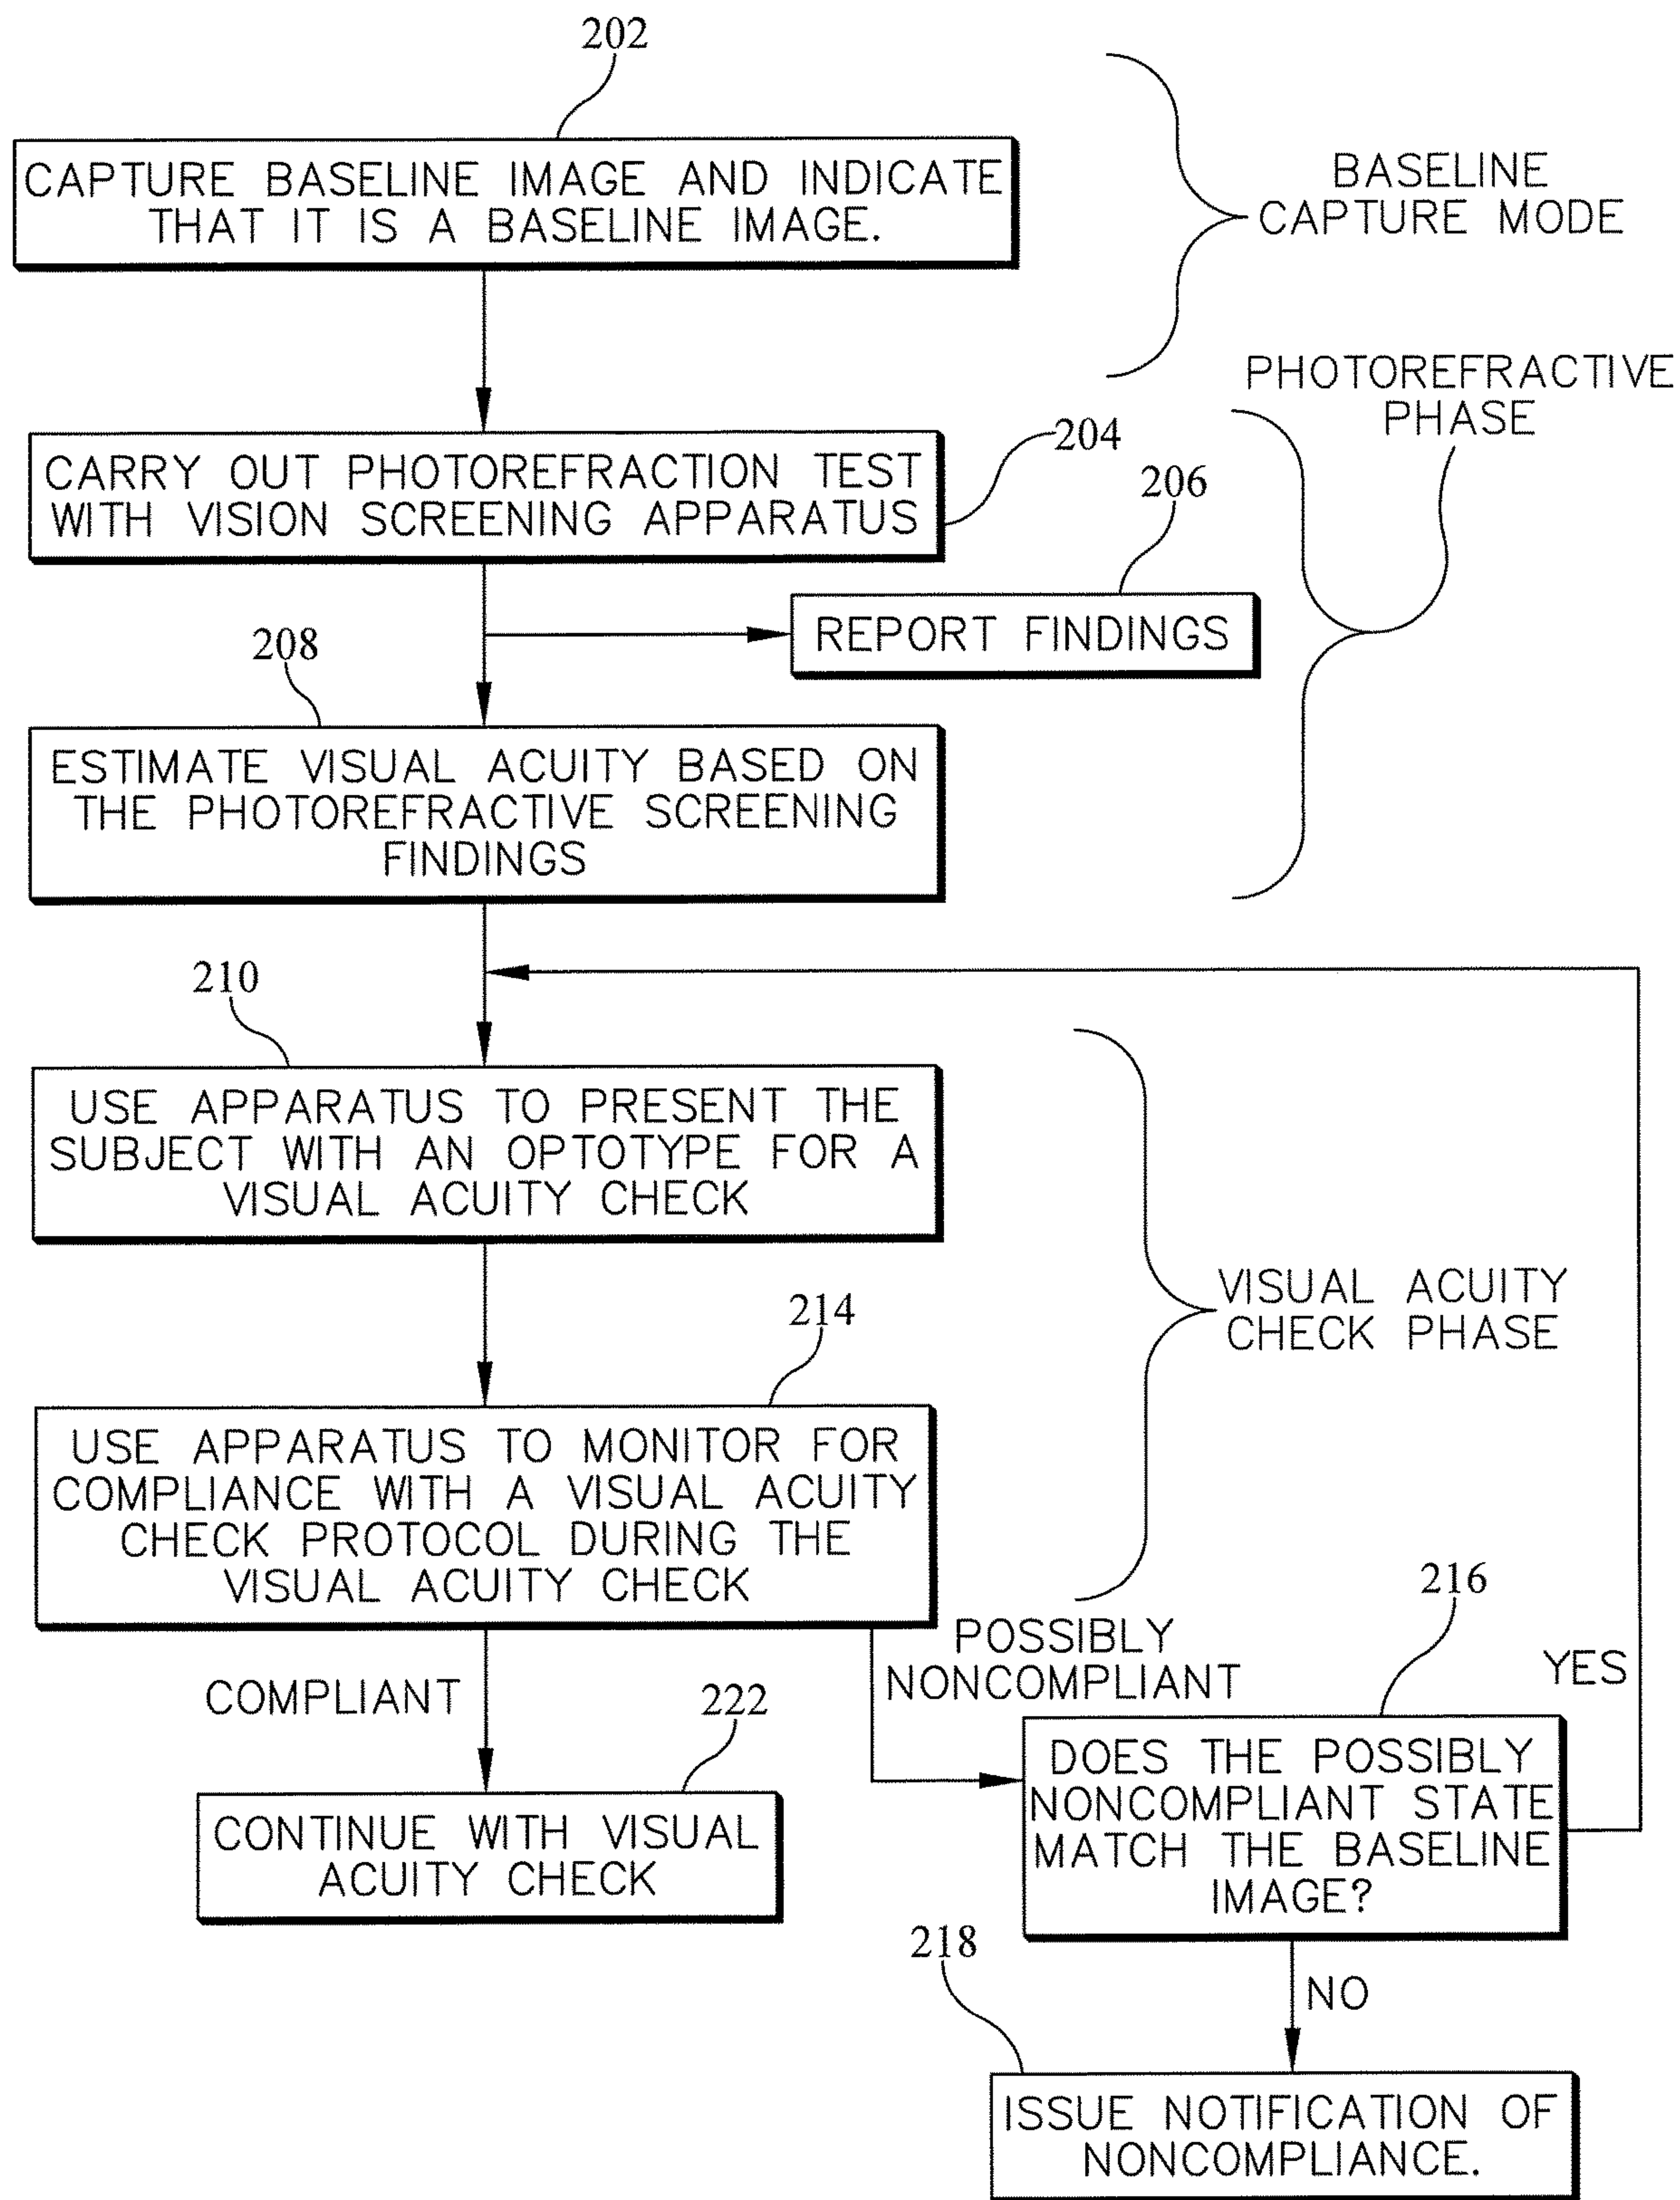 202
CAPTURE BASELINE IMAGE AND INDICATE
THAT IT IS A BASELINE IMAGE.
BASELINE
CAPTURE MODE
PHOTOREFRACTIVE
PHASE
204
CARRY OUT PHOTOREFRACTION TEST
WITH VISION SCREENING APPARATUS
206
REPORT FINDINGS
208
ESTIMATE VISUAL ACUITY BASED ON
THE PHOTOREFRACTIVE SCREENING
FINDINGS
210
USE APPARATUS TO PRESENT THE
SUBJECT WITH AN OPTOTYPE FOR A
VISUAL ACUITY CHECK
VISUAL ACUITY
CHECK PHASE
214
USE APPARATUS TO MONITOR FOR
COMPLIANCE WITH A VISUAL ACUITY
CHECK PROTOCOL DURING THE
VISUAL ACUITY CHECK
COMPLIANT
POSSIBLY
NONCOMPLIANT
216
YES
222
CONTINUE WITH VISUAL
ACUITY CHECK
DOES THE POSSIBLY
NONCOMPLIANT STATE
MATCH THE BASELINE
IMAGE?
218
NO
ISSUE NOTIFICATION OF
NONCOMPLIANCE.